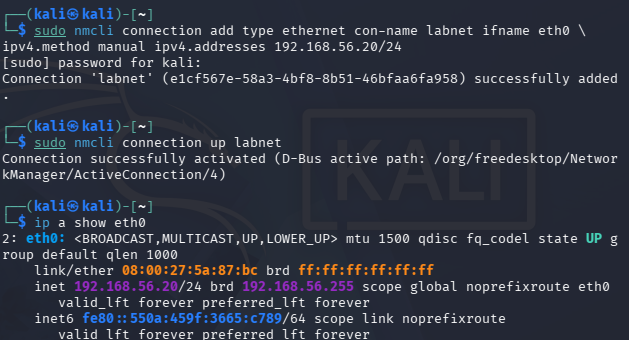 ┌──(kali㉿kali)-[~]
└─$ sudo nmcli connection add type ethernet con-name labnet ifname eth0 \
ipv4.method manual ipv4.addresses 192.168.56.20/24
[sudo] password for kali:
Connection 'labnet' (e1cf567e-58a3-4bf8-8b51-46bfaa6fa958) successfully added
.
┌──(kali㉿kali)-[~]
└─$ sudo nmcli connection up labnet
Connection successfully activated (D-Bus active path: /org/freedesktop/Networ
kManager/ActiveConnection/4)
┌──(kali㉿kali)-[~]
└─$ ip a show eth0
2: eth0: <BROADCAST,MULTICAST,UP,LOWER_UP> mtu 1500 qdisc fq_codel state UP g
roup default qlen 1000
    link/ether 08:00:27:5a:87:bc brd ff:ff:ff:ff:ff:ff
    inet 192.168.56.20/24 brd 192.168.56.255 scope global noprefixroute eth0
       valid_lft forever preferred_lft forever
    inet6 fe80::550a:459f:3665:c789/64 scope link noprefixroute
       valid_lft forever preferred_lft forever
KALI